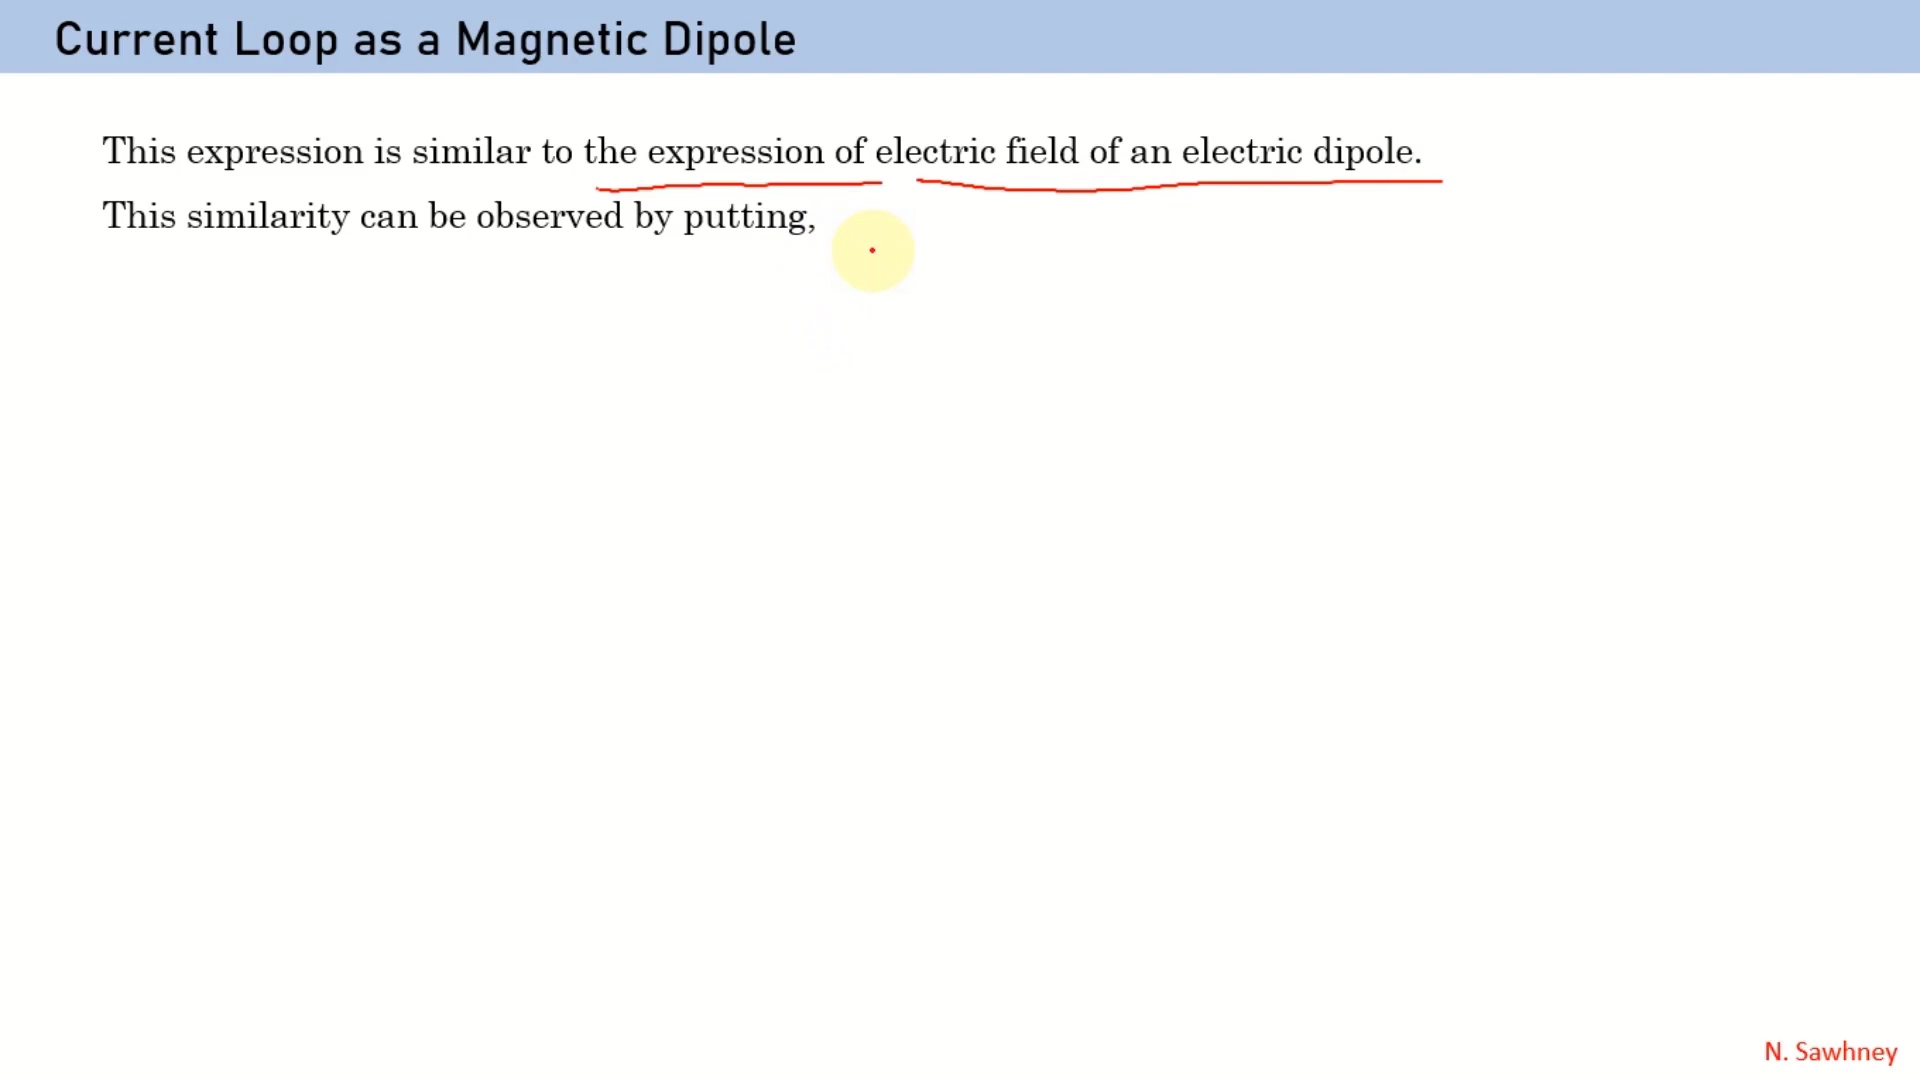 Current Loop as a Magnetic Dipole
This expression is similar to the expression of electric field of an electric dipole.
This similarity can be observed by putting,
N. Sawhney